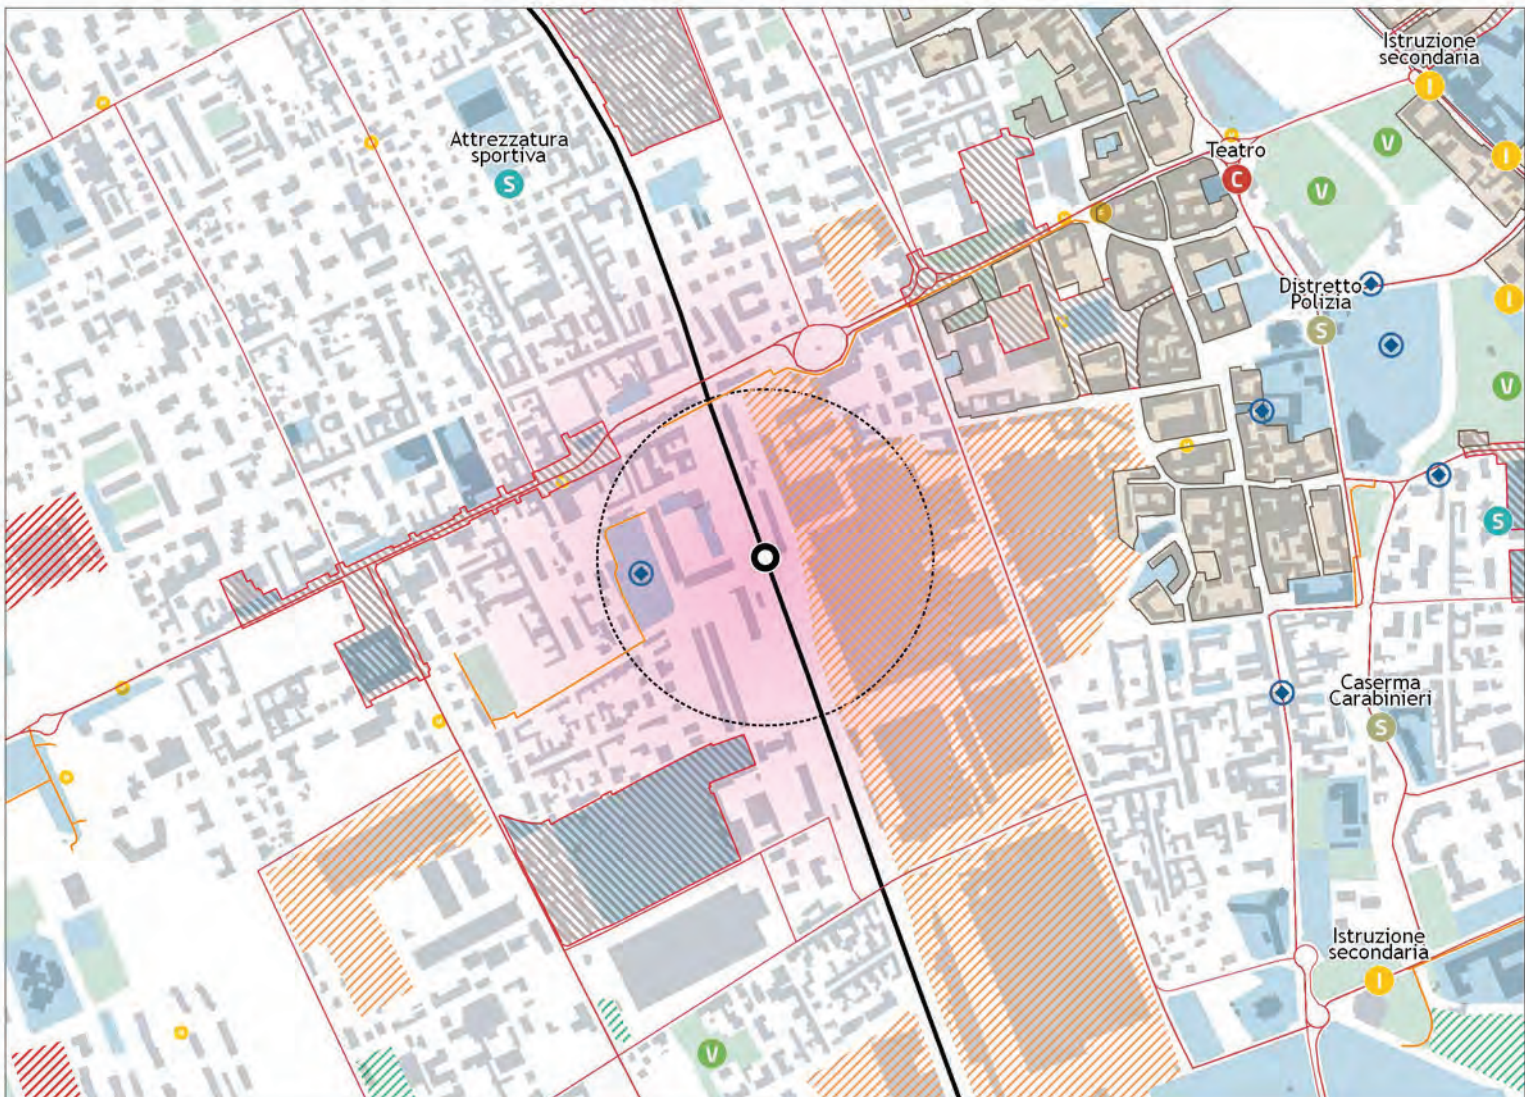 Istruzione
secondaria
I
Attrezzatura
sportiva
S
Teatro
C
V
V
I
Distretto
Polizia
S
I
V
S
Caserma
Carabinieri
S
Istruzione
secondaria
I
V